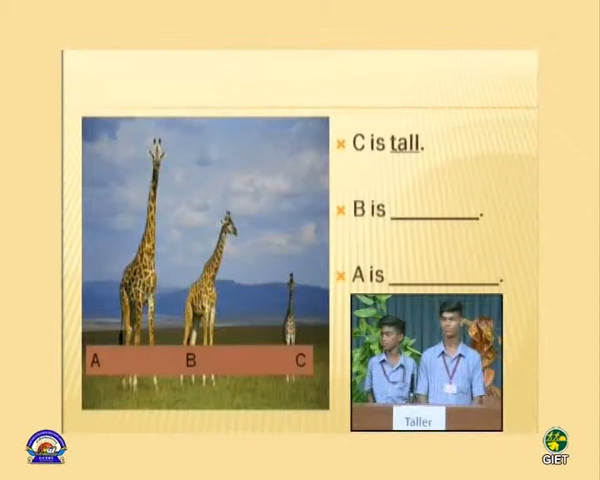 C is tall.
B is ________.
A is __________.
A
B
C
Taller
GIET